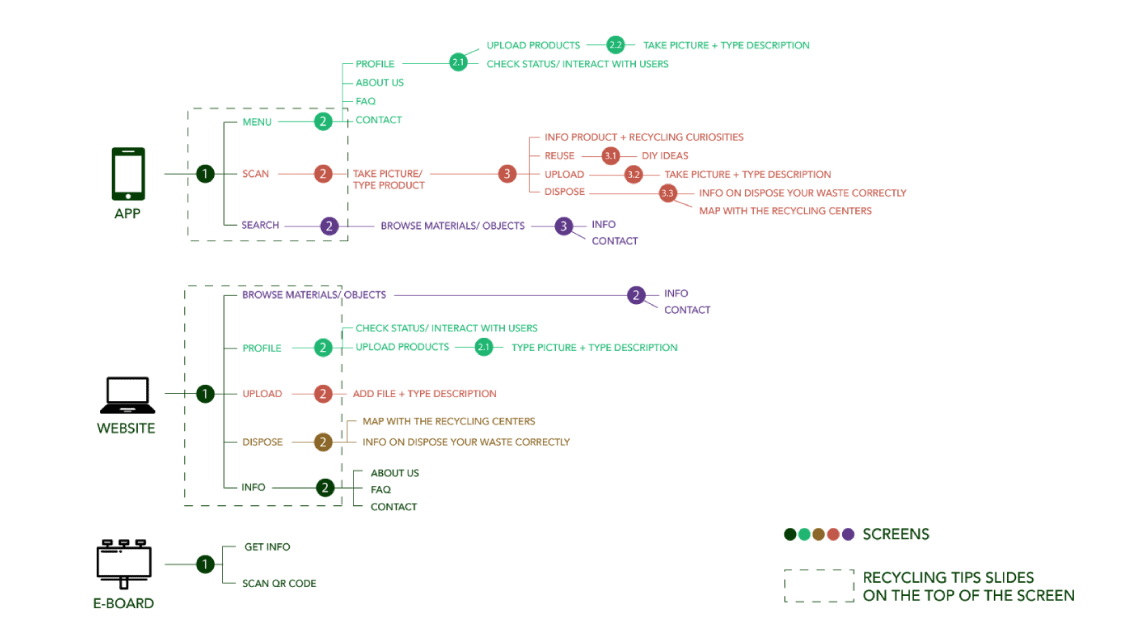 UPLOAD PRODUCTS 2.2 TAKE PICTURE + TYPE DESCRIPTION
PROFILE 2.1 CHECK STATUS/ INTERACT WITH USERS
ABOUT US
FAQ
MENU 2 CONTACT
INFO PRODUCT + RECYCLING CURIOSITIES
REUSE 3.1 DIY IDEAS
1 SCAN 2 TAKE PICTURE/ 3 UPLOAD 3.2 TAKE PICTURE + TYPE DESCRIPTION
TYPE PRODUCT
DISPOSE 3.3 INFO ON DISPOSE YOUR WASTE CORRECTLY
MAP WITH THE RECYCLING CENTERS
APP
SEARCH 2 BROWSE MATERIALS/ OBJECTS 3 INFO
CONTACT
BROWSE MATERIALS/ OBJECTS 2 INFO
CONTACT
CHECK STATUS/ INTERACT WITH USERS
PROFILE 2 UPLOAD PRODUCTS 2.1 TYPE PICTURE + TYPE DESCRIPTION
1 UPLOAD 2 ADD FILE + TYPE DESCRIPTION
WEBSITE
MAP WITH THE RECYCLING CENTERS
DISPOSE 2 INFO ON DISPOSE YOUR WASTE CORRECTLY
ABOUT US
INFO 2 FAQ
CONTACT
GET INFO
1
SCAN QR CODE
E-BOARD
SCREENS
RECYCLING TIPS SLIDES
ON THE TOP OF THE SCREEN